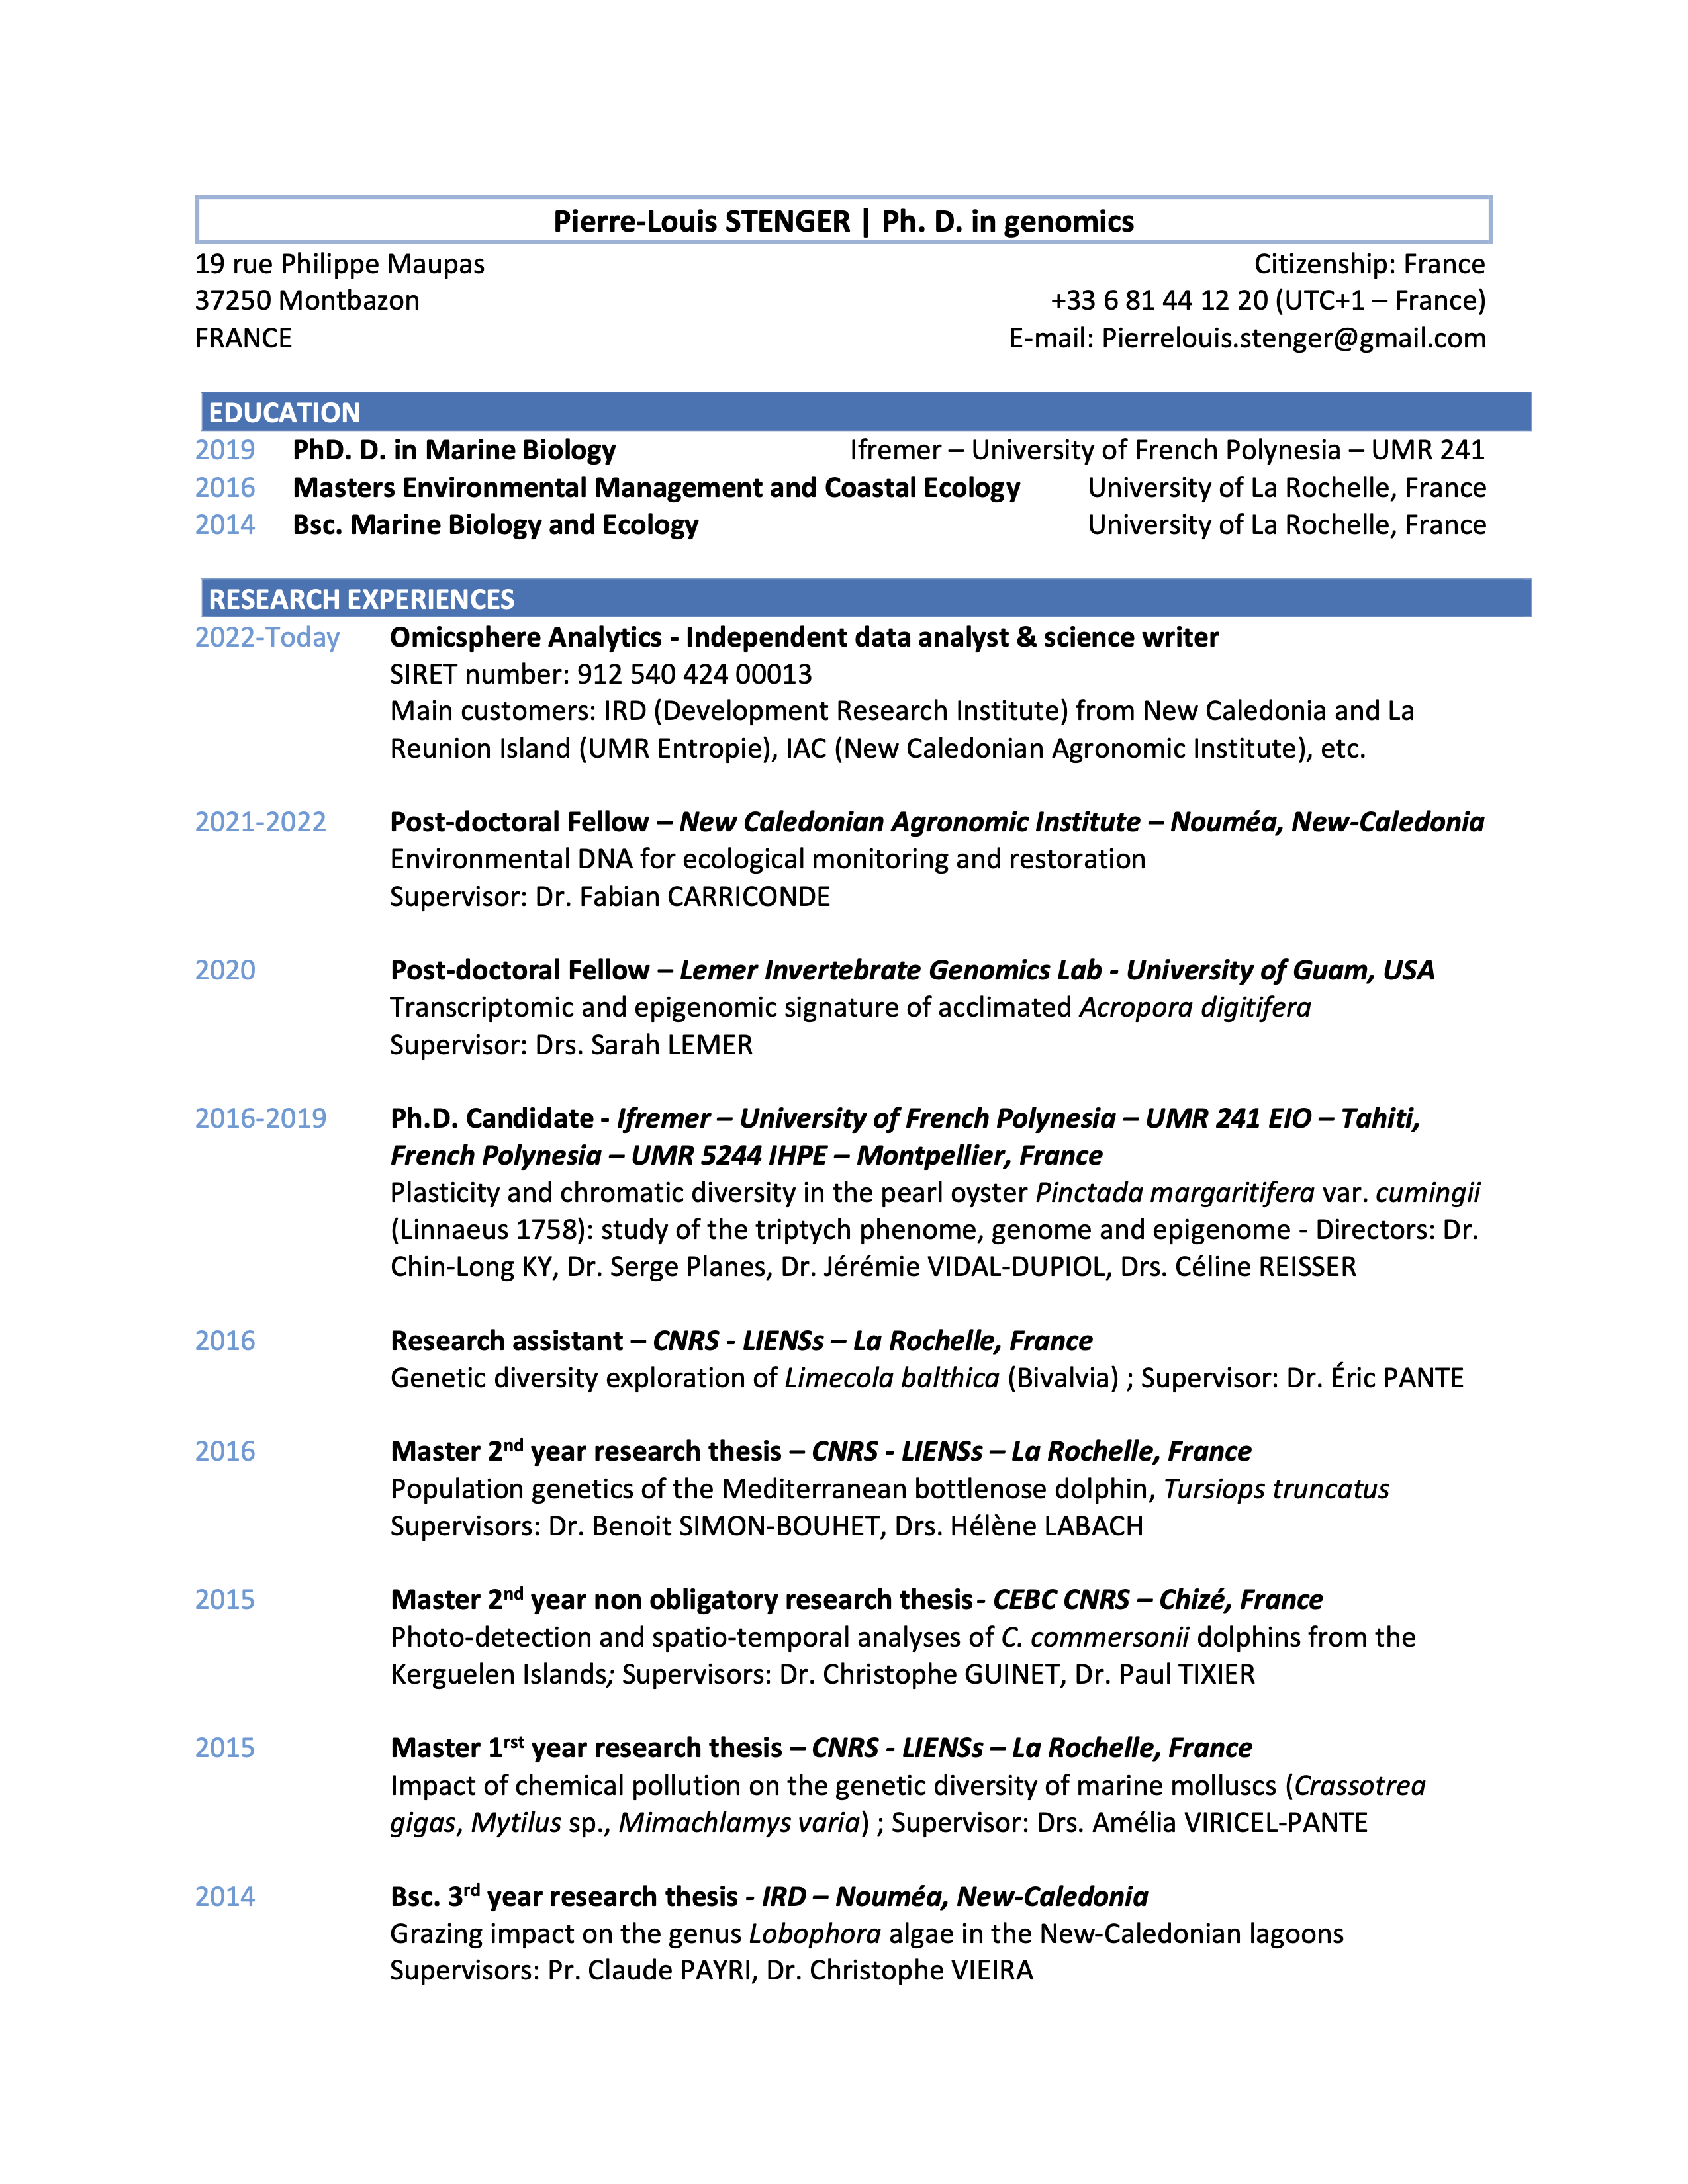 Pierre-Louis STENGER | Ph. D. in genomics
19 rue Philippe Maupas Citizenship: France
37250 Montbazon +33 6 81 44 12 20 (UTC+1 – France)
FRANCE E-mail: Pierrelouis.stenger@gmail.com
EDUCATION
2019 PhD. D. in Marine Biology Ifremer – University of French Polynesia – UMR 241
2016 Masters Environmental Management and Coastal Ecology University of La Rochelle, France
2014 Bsc. Marine Biology and Ecology University of La Rochelle, France
RESEARCH EXPERIENCES
2022-Today Omicsphere Analytics - Independent data analyst & science writer
SIRET number: 912 540 424 00013
Main customers: IRD (Development Research Institute) from New Caledonia and La
Reunion Island (UMR Entropie), IAC (New Caledonian Agronomic Institute), etc.
2021-2022 Post-doctoral Fellow – New Caledonian Agronomic Institute – Nouméa, New-Caledonia
Environmental DNA for ecological monitoring and restoration
Supervisor: Dr. Fabian CARRICONDE
2020 Post-doctoral Fellow – Lemer Invertebrate Genomics Lab - University of Guam, USA
Transcriptomic and epigenomic signature of acclimated Acropora digitifera
Supervisor: Drs. Sarah LEMER
2016-2019 Ph.D. Candidate - Ifremer – University of French Polynesia – UMR 241 EIO – Tahiti,
French Polynesia – UMR 5244 IHPE – Montpellier, France
Plasticity and chromatic diversity in the pearl oyster Pinctada margaritifera var. cumingii
(Linnaeus 1758): study of the triptych phenome, genome and epigenome - Directors: Dr.
Chin-Long KY, Dr. Serge Planes, Dr. Jérémie VIDAL-DUPIOL, Drs. Céline REISSER
2016 Research assistant – CNRS - LIENSs – La Rochelle, France
Genetic diversity exploration of Limecola balthica (Bivalvia) ; Supervisor: Dr. Éric PANTE
2016 Master 2nd year research thesis – CNRS - LIENSs – La Rochelle, France
Population genetics of the Mediterranean bottlenose dolphin, Tursiops truncatus
Supervisors: Dr. Benoit SIMON-BOUHET, Drs. Hélène LABACH
2015 Master 2nd year non obligatory research thesis - CEBC CNRS – Chizé, France
Photo-detection and spatio-temporal analyses of C. commersonii dolphins from the
Kerguelen Islands; Supervisors: Dr. Christophe GUINET, Dr. Paul TIXIER
2015 Master 1rst year research thesis – CNRS - LIENSs – La Rochelle, France
Impact of chemical pollution on the genetic diversity of marine molluscs (Crassotrea
gigas, Mytilus sp., Mimachlamys varia) ; Supervisor: Drs. Amélia VIRICEL-PANTE
2014 Bsc. 3rd year research thesis - IRD – Nouméa, New-Caledonia
Grazing impact on the genus Lobophora algae in the New-Caledonian lagoons
Supervisors: Pr. Claude PAYRI, Dr. Christophe VIEIRA